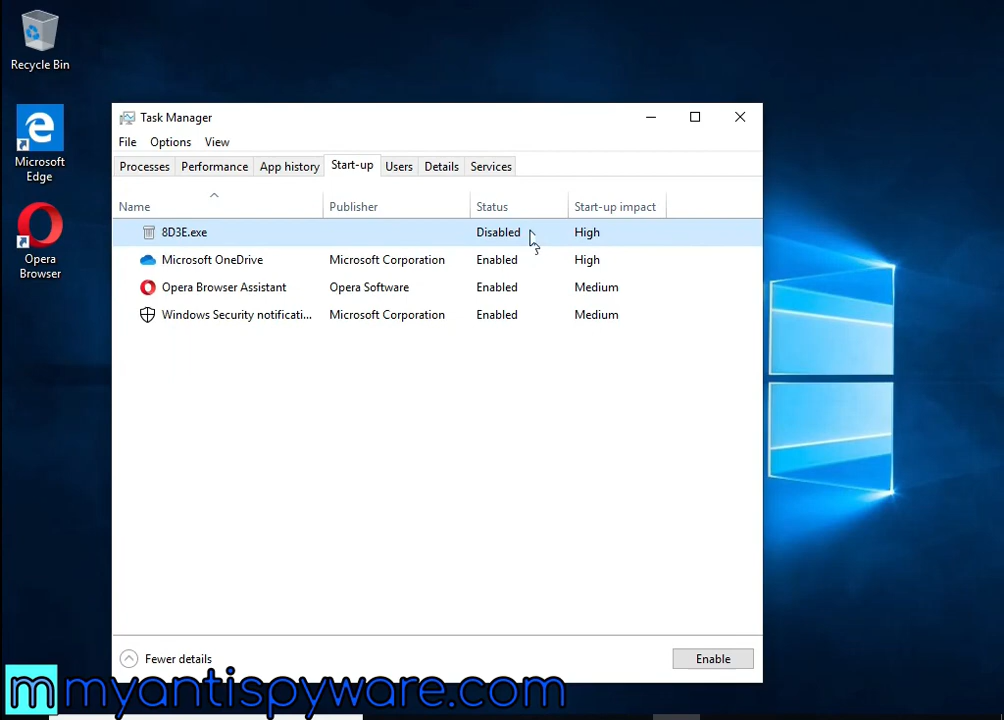 Recycle Bin
Microsoft
Edge
Opera
Browser
Task Manager
File Options View
Processes Performance App history Start-up Users Details Services
Name Publisher Status Start-up impact
8D3E.exe Disabled High
Microsoft OneDrive Microsoft Corporation Enabled High
Opera Browser Assistant Opera Software Enabled Medium
Windows Security notificati... Microsoft Corporation Enabled Medium
Fewer details Enable
m myantispyware.com